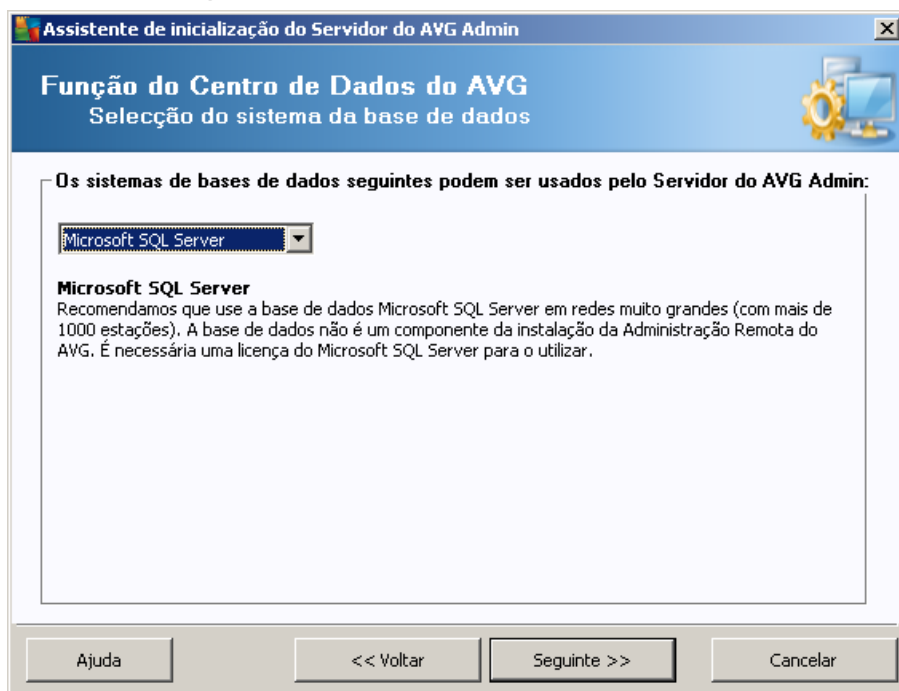 Assistente de inicialização do Servidor do AVG Admin
Função do Centro de Dados do AVG
Selecção do sistema da base de dados
Os sistemas de bases de dados seguintes podem ser usados pelo Servidor do AVG Admin:
Microsoft SQL Server
Microsoft SQL Server
Recomendamos que use a base de dados Microsoft SQL Server em redes muito grandes (com mais de
1000 estações). A base de dados não é um componente da instalação da Administração Remota do
AVG. É necessária uma licença do Microsoft SQL Server para o utilizar.
Ajuda
<< Voltar
Seguinte >>
Cancelar